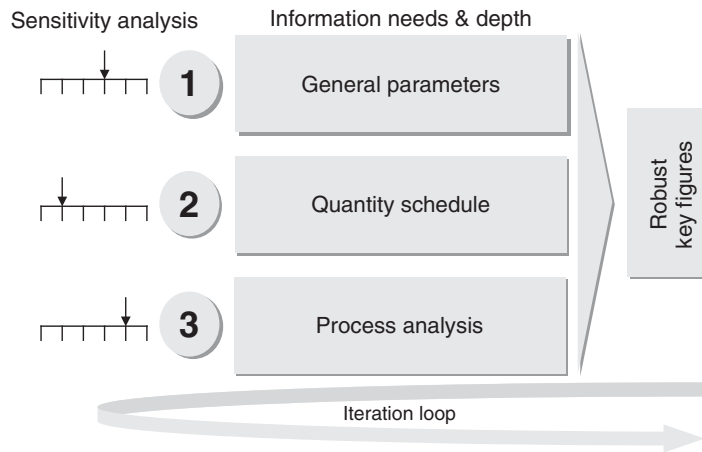 Sensitivity analysis
Information needs & depth
1
General parameters
2
Quantity schedule
3
Process analysis
Robust
key figures
Iteration loop